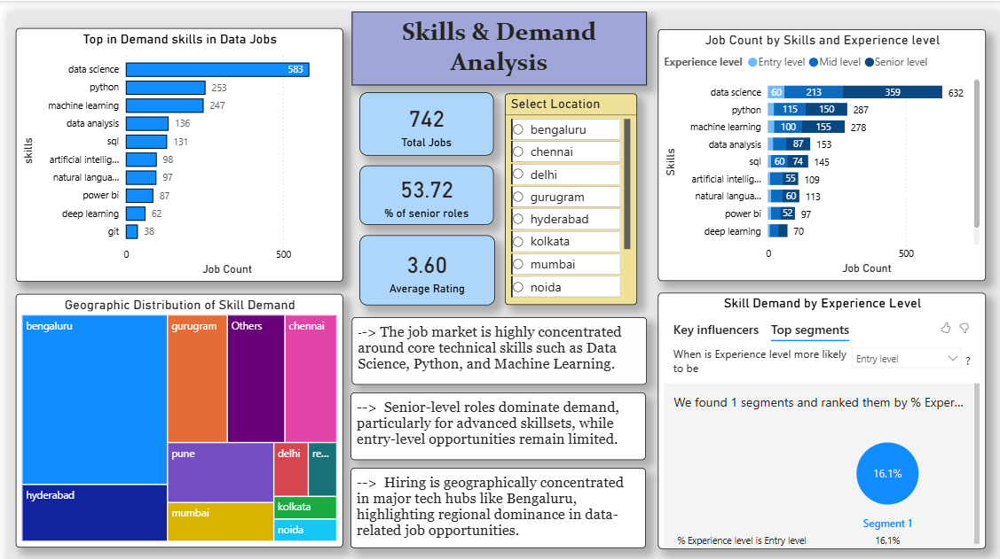 Top in Demand skills in Data Jobs
skills
data science
583
python
253
machine learning
247
data analysis
136
sql
131
artificial intellig...
98
natural langua...
97
power bi
87
deep learning
62
git
38
0
500
Job Count
Skills & Demand
Analysis
742
Total Jobs
53.72
% of senior roles
3.60
Average Rating
Select Location
bengaluru
chennai
delhi
gurugram
hyderabad
kolkata
mumbai
noida
Job Count by Skills and Experience level
Experience level Entry level Mid level Senior level
Skills
data science 60 213 359 632
python 115 150 287
machine learning 100 155 278
data analysis 87 153
sql 60 74 145
artificial intellig... 55 109
natural langua... 60 113
power bi 52 97
deep learning 70
0
500
Job Count
Geographic Distribution of Skill Demand
bengaluru
gurugram
Others
chennai
hyderabad
pune
mumbai
delhi
re...
kolkata
noida
--> The job market is highly concentrated
around core technical skills such as Data
Science, Python, and Machine Learning.
--> Senior-level roles dominate demand,
particularly for advanced skillsets, while
entry-level opportunities remain limited.
--> Hiring is geographically concentrated
in major tech hubs like Bengaluru,
highlighting regional dominance in data-
related job opportunities.
Skill Demand by Experience Level
Key influencers Top segments
When is Experience level more likely
to be
Entry level
?
We found 1 segments and ranked them by % Exper...
16.1%
Segment 1
% Experience level is Entry level 16.1%